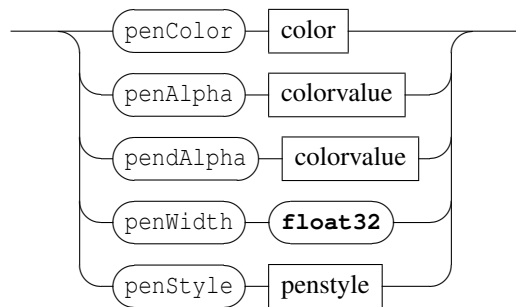 penColor color
penAlpha colorvalue
pendAlpha colorvalue
penWidth float32
penStyle penstyle